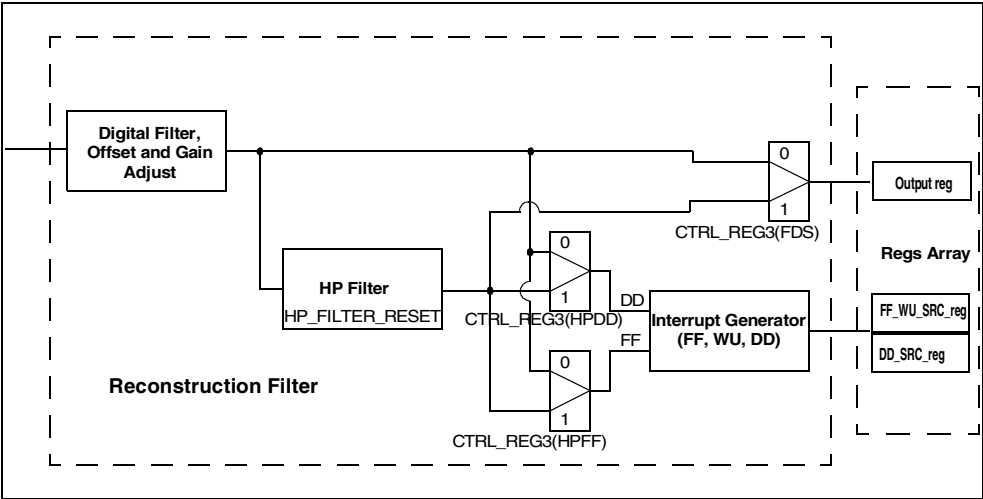 Digital Filter,
Offset and Gain
Adjust
0
1
CTRL_REG3(FDS)
Output reg
Regs Array
HP Filter
HP_FILTER_RESET
0
1
CTRL_REG3(HPDD)
DD
FF
Interrupt Generator
(FF, WU, DD)
FF_WU_SRC_reg
DD_SRC_reg
0
1
CTRL_REG3(HPFF)
Reconstruction Filter